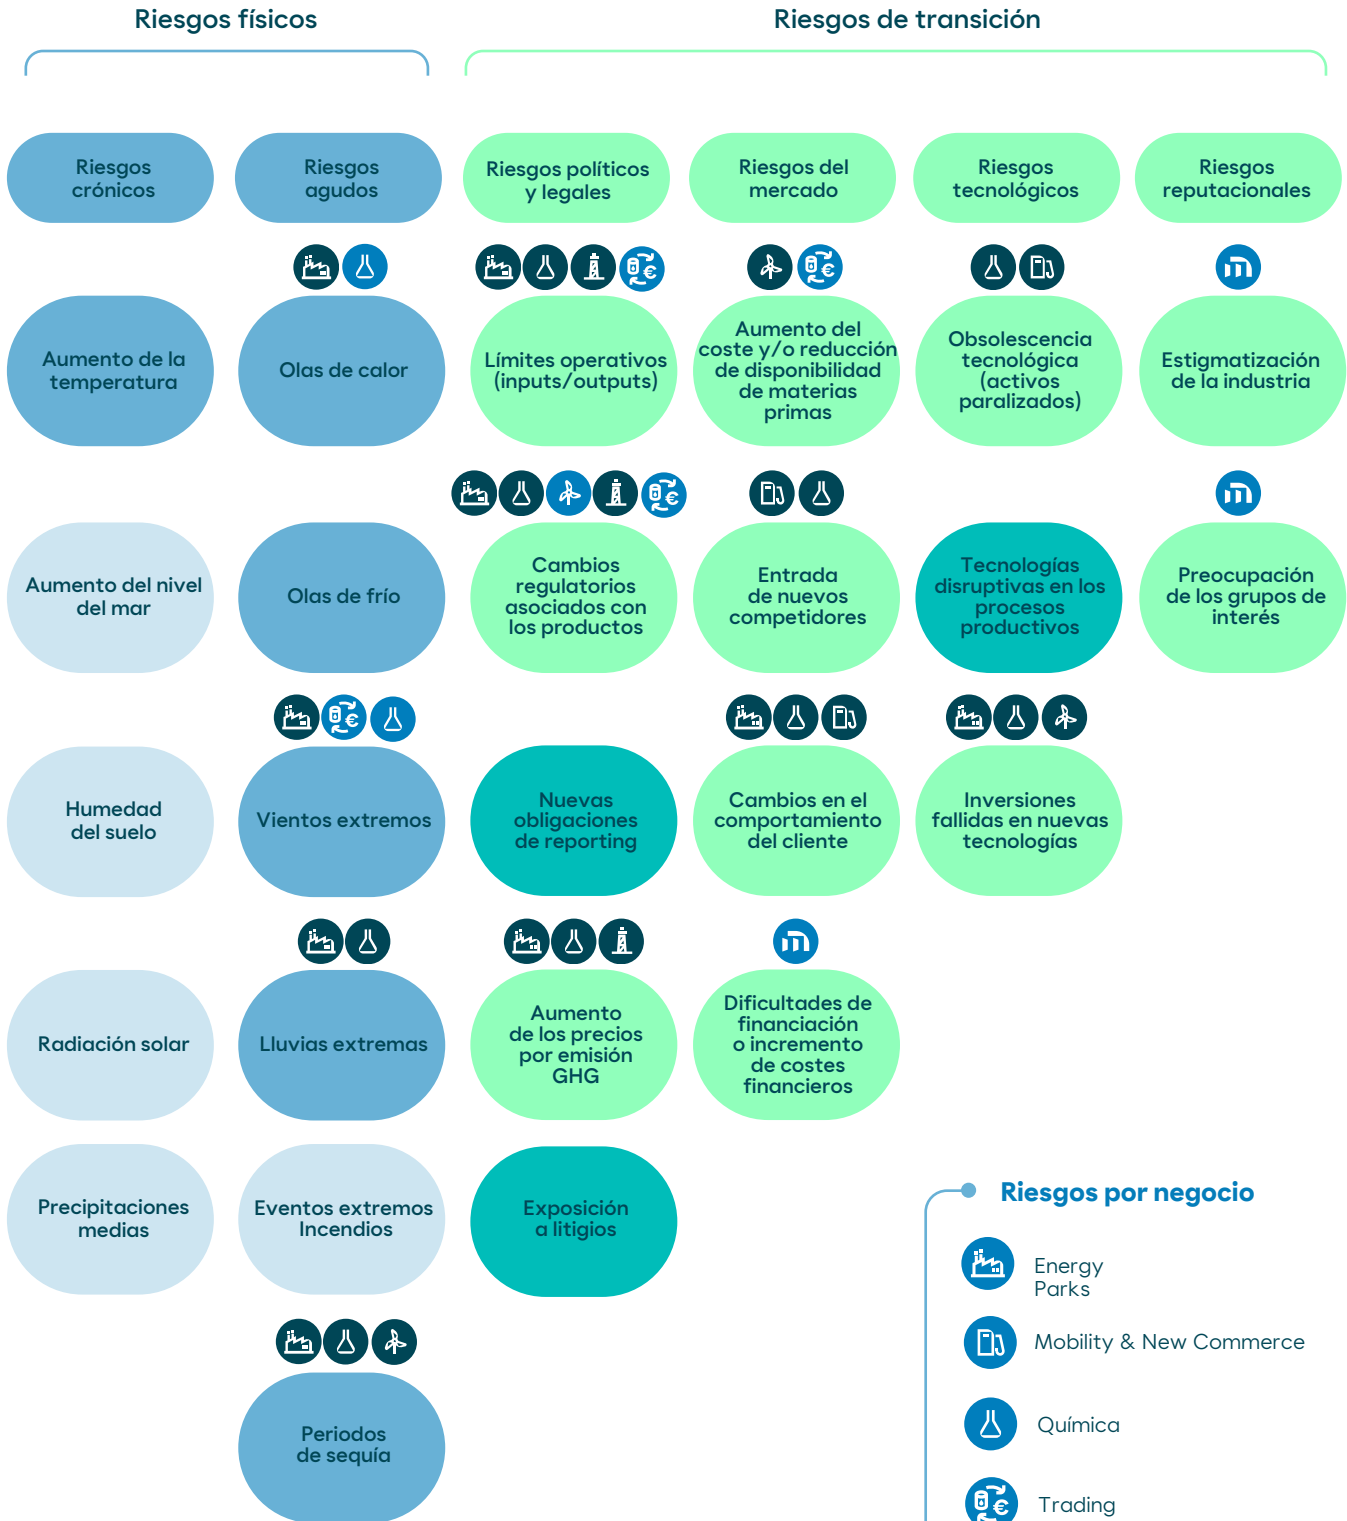 Riesgos físicos
Riesgos de transición
Riesgos
crónicos
Riesgos
agudos
Riesgos políticos
y legales
Riesgos del
mercado
Riesgos
tecnológicos
Riesgos
reputacionales
Aumento de la
temperatura
Olas de calor
Límites operativos
(inputs/outputs)
Aumento del
coste y/o reducción
de disponibilidad
de materias
primas
Obsolescencia
tecnológica
(activos
paralizados)
Estigmatización
de la industria
Aumento del nivel
del mar
Olas de frío
Cambios
regulatorios
asociados con
los productos
Entrada
de nuevos
competidores
Tecnologías
disruptivas en los
procesos
productivos
Preocupación
de los grupos de
interés
Humedad
del suelo
Vientos extremos
Nuevas
obligaciones
de reporting
Cambios en el
comportamiento
del cliente
Inversiones
fallidas en nuevas
tecnologías
Radiación solar
Lluvias extremas
Aumento
de los precios
por emisión
GHG
Dificultades de
financiación
o incremento
de costes
financieros
Precipitaciones
medias
Eventos extremos
Incendios
Exposición
a litigios
Periodos
de sequía
Riesgos por negocio
Energy
Parks
Mobility & New Commerce
Química
Trading